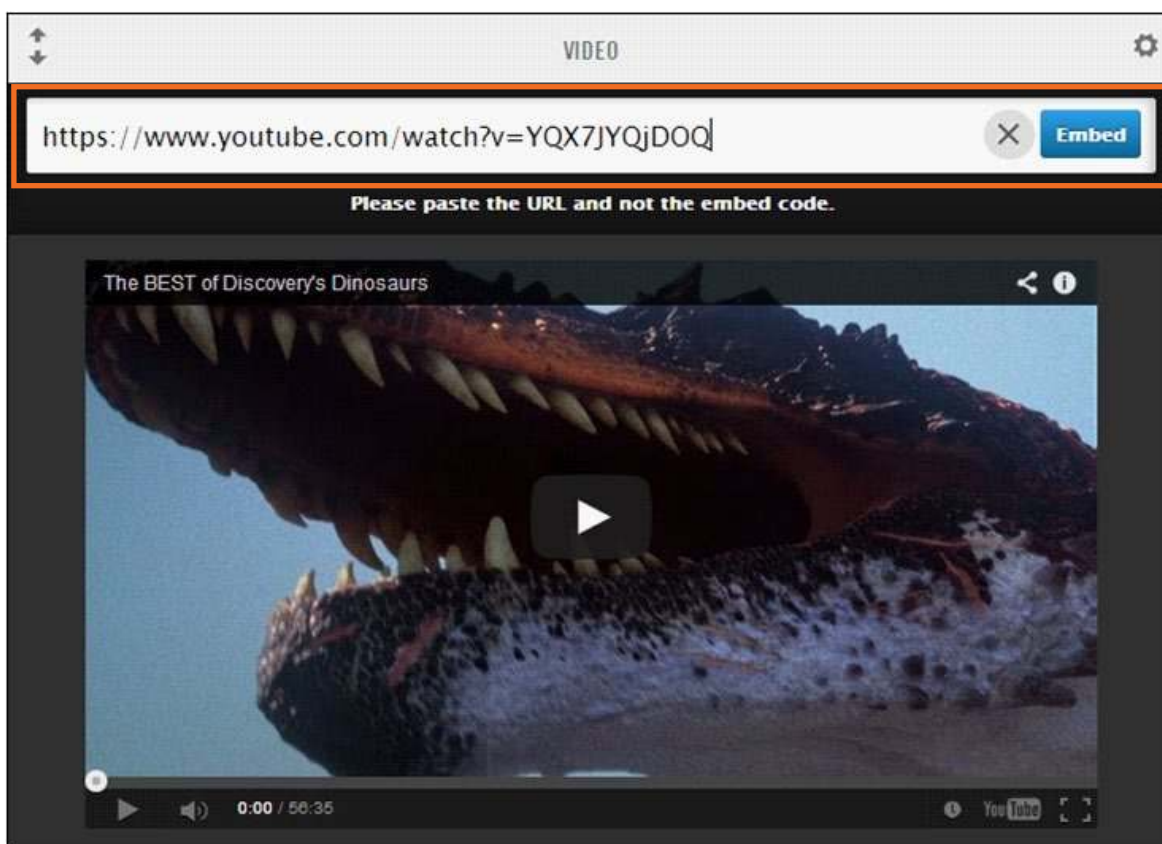 VIDEO
https://www.youtube.com/watch?v=YQX7JYQjDOQ
Embed
Please paste the URL and not the embed code.
The BEST of Discovery's Dinosaurs
0:00 / 56:35
YouTube